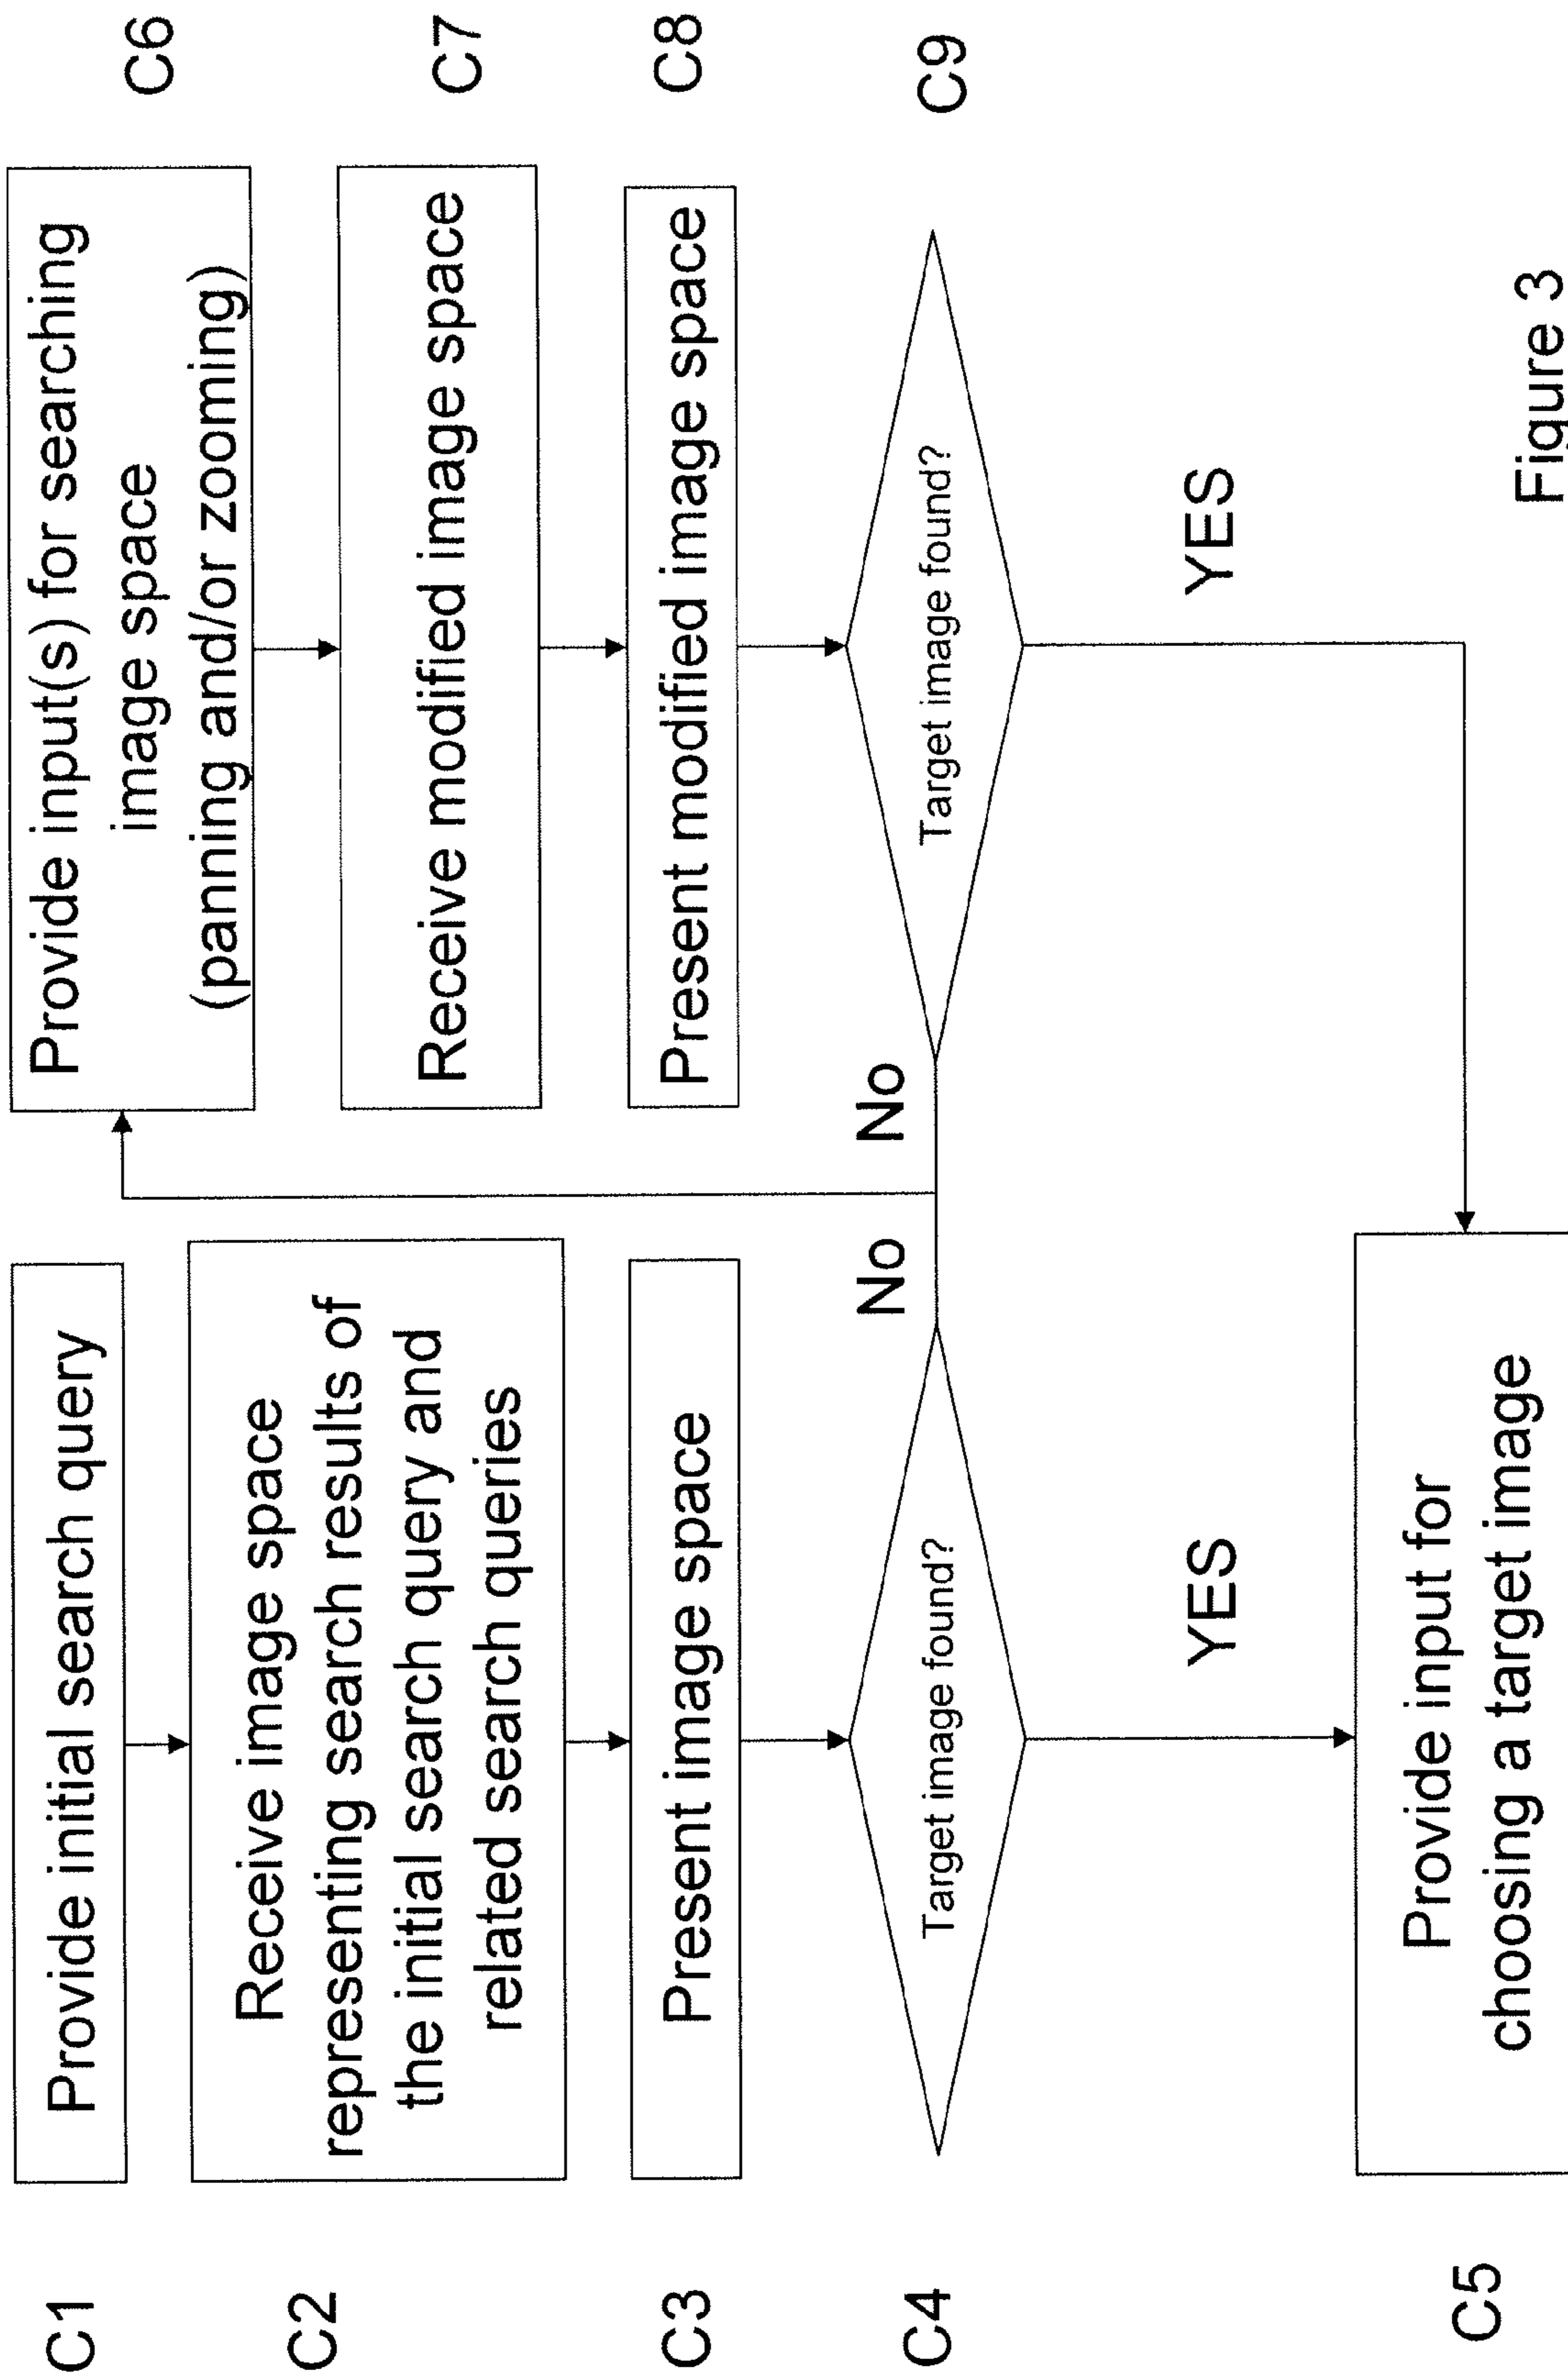 C1
Provide initial search query
C2
Receive image space
representing search results of
the initial search query and
related search queries
C3
Present image space
C4
Target image found?
No
YES
C5
Provide input for
choosing a target image
C6
Provide input(s) for searching
image space
(panning and/or zooming)
C7
Receive modified image space
C8
Present modified image space
C9
Target image found?
No
YES
Figure 3